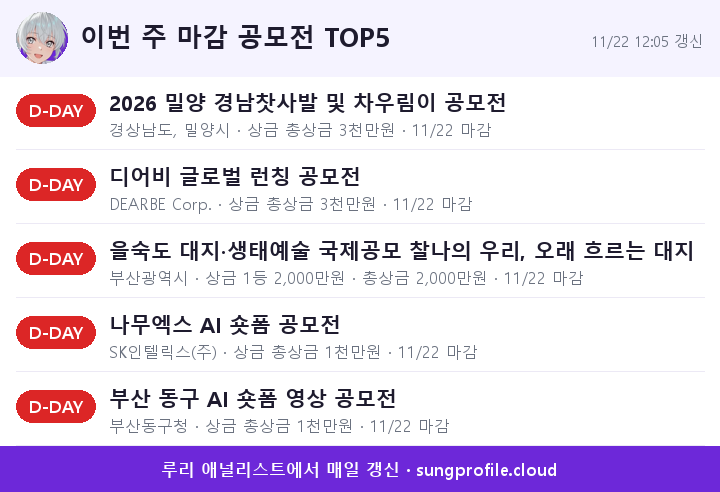 이번 주 마감 공모전 TOP5
11/22 12:05 갱신
D-DAY
2026 밀양 경남찻사발 및 차우림이 공모전
경상남도, 밀양시 · 상금 총상금 3천만원 · 11/22 마감
D-DAY
디어비 글로벌 런칭 공모전
DEARBE Corp. · 상금 총상금 3천만원 · 11/22 마감
D-DAY
을숙도 대지·생태예술 국제공모 찰나의 우리, 오래 흐르는 대지
부산광역시 · 상금 1등 2,000만원 · 총상금 2,000만원 · 11/22 마감
D-DAY
나무엑스 AI 숏폼 공모전
SK인텔릭스(주) · 상금 총상금 1천만원 · 11/22 마감
D-DAY
부산 동구 AI 숏폼 영상 공모전
부산동구청 · 상금 총상금 1천만원 · 11/22 마감
루리 애널리스트에서 매일 갱신 · sungprofile.cloud